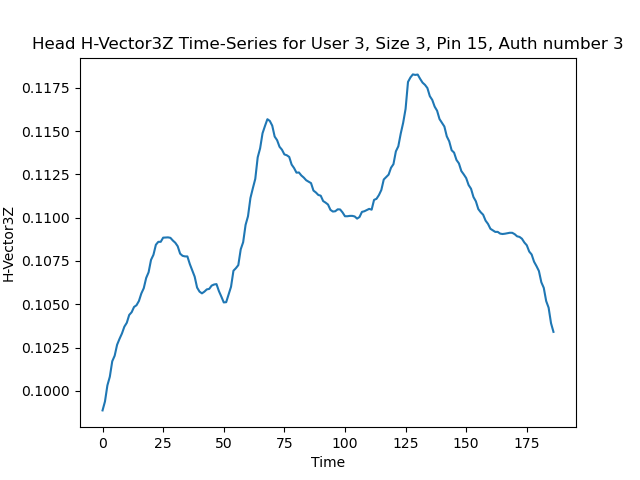 Head H-Vector3Z Time-Series for User 3, Size 3, Pin 15, Auth number 3
H-Vector3Z
0.1175
0.1150
0.1125
0.1100
0.1075
0.1050
0.1025
0.1000
0 25 50 75 100 125 150 175
Time